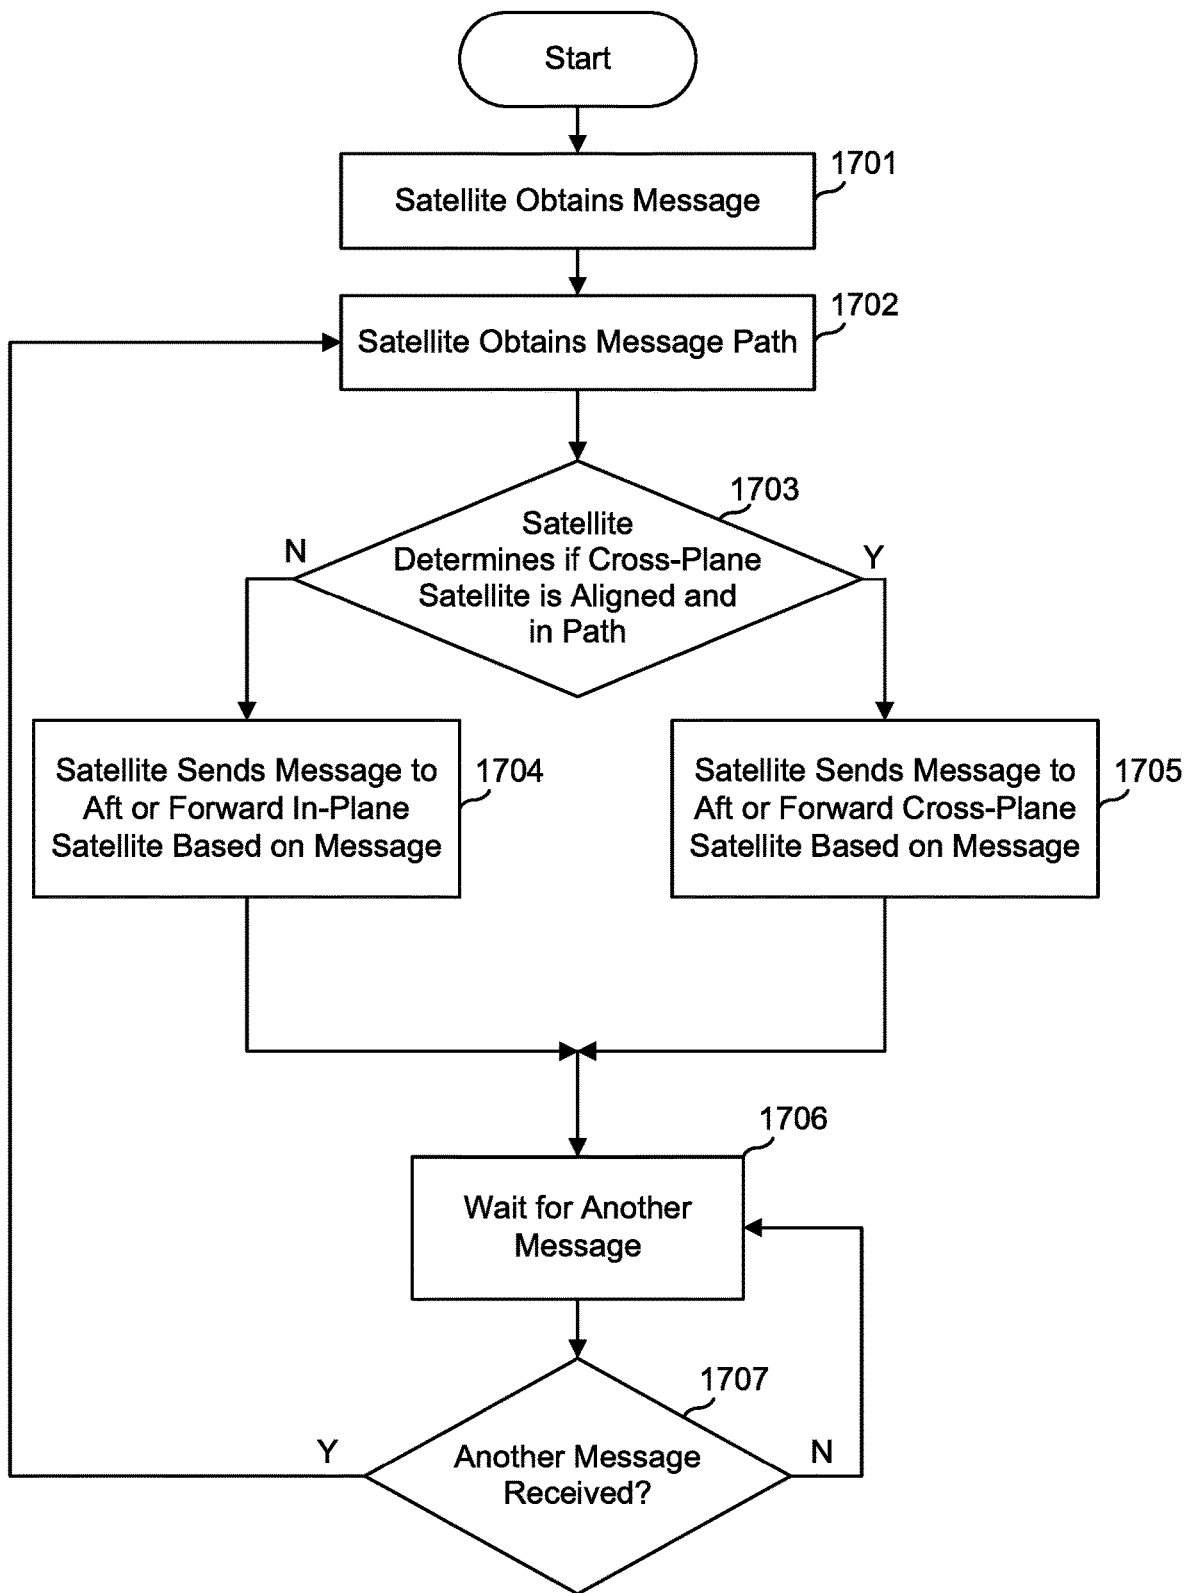 Start
1701
Satellite Obtains Message
1702
Satellite Obtains Message Path
1703
Satellite
Determines if Cross-Plane
Satellite is Aligned and
in Path
N
Y
Satellite Sends Message to
Aft or Forward In-Plane
Satellite Based on Message
1704
Satellite Sends Message to
Aft or Forward Cross-Plane
Satellite Based on Message
1705
1706
Wait for Another
Message
1707
Another Message
Received?
Y
N